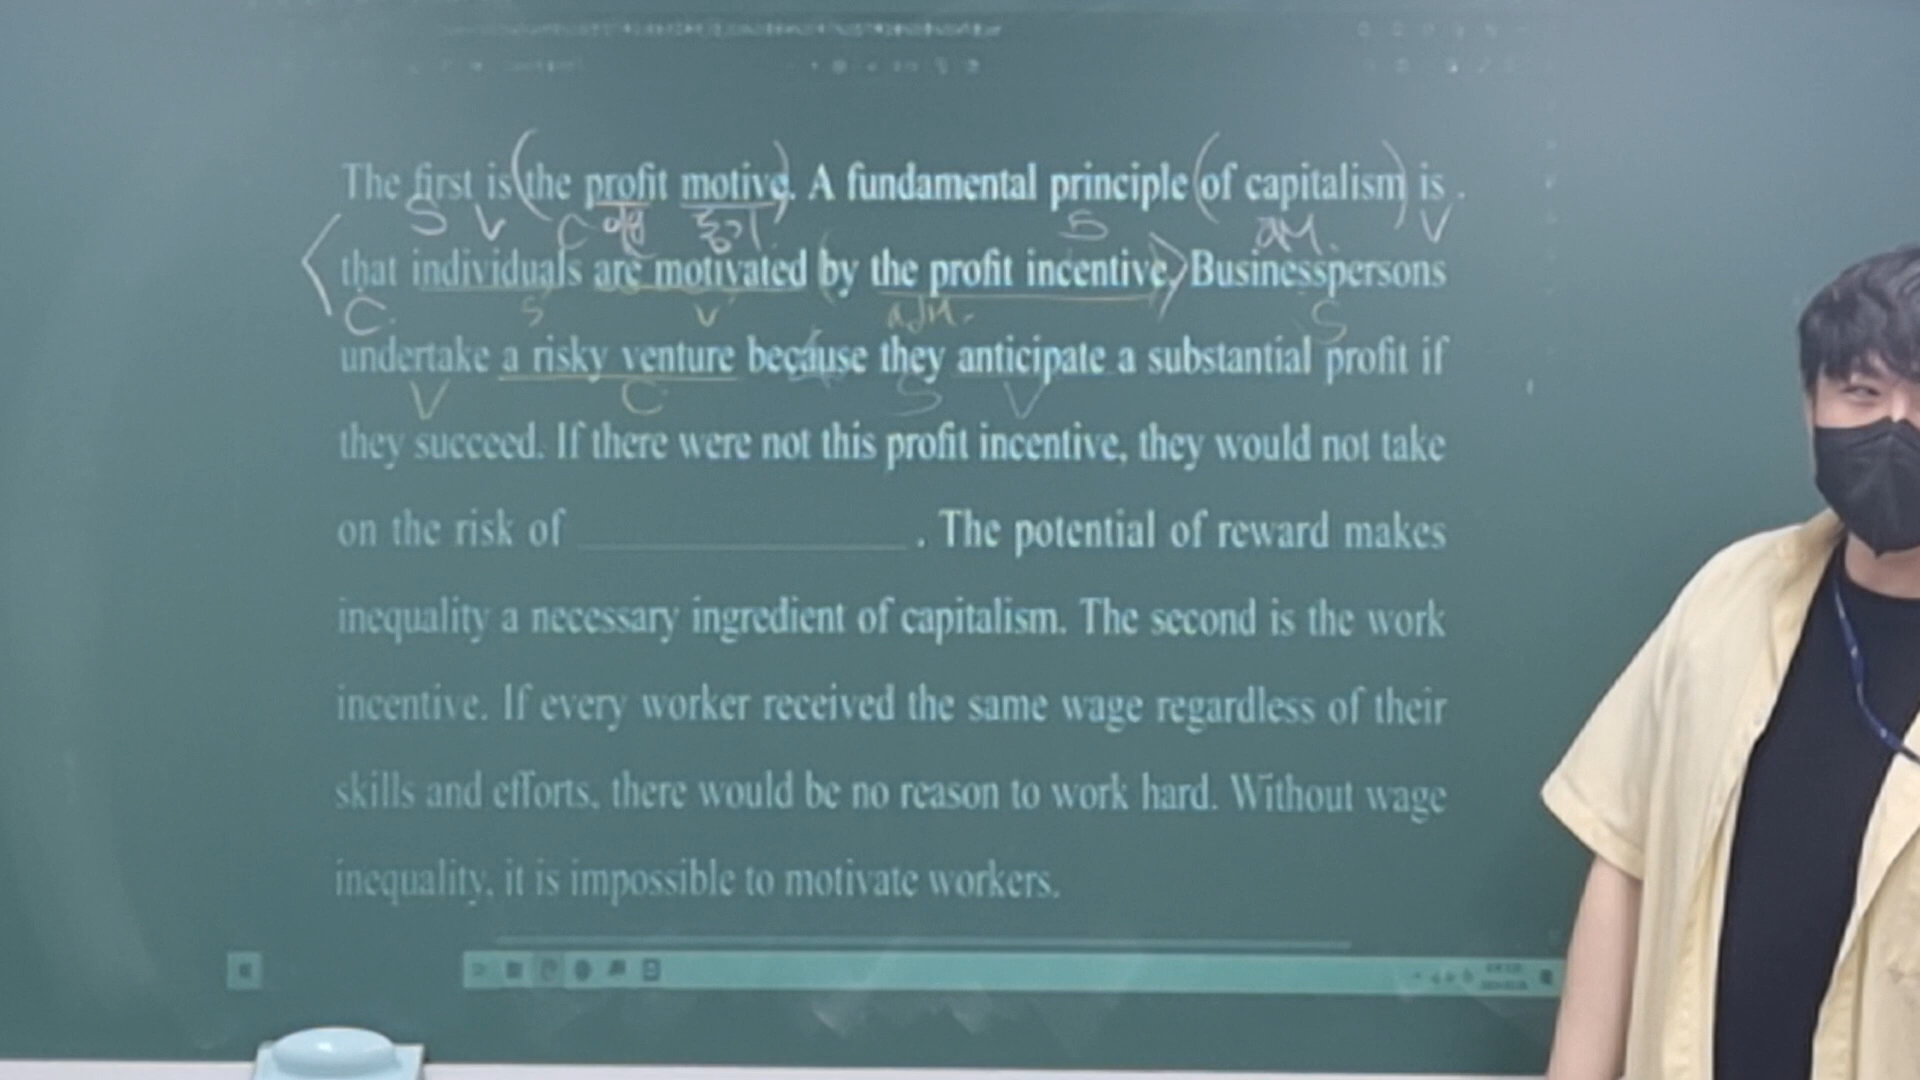 The first is the profit motive. A fundamental principle of capitalism is
S V C 동기 S V
that individuals are motivated by the profit incentive. Businesspersons
C. S' V' S
undertake a risky venture because they anticipate a substantial profit if
V C S V
they succeed. If there were not this profit incentive, they would not take
on the risk of ____________ . The potential of reward makes
inequality a necessary ingredient of capitalism. The second is the work
incentive. If every worker received the same wage regardless of their
skills and efforts, there would be no reason to work hard. Without wage
inequality, it is impossible to motivate workers.